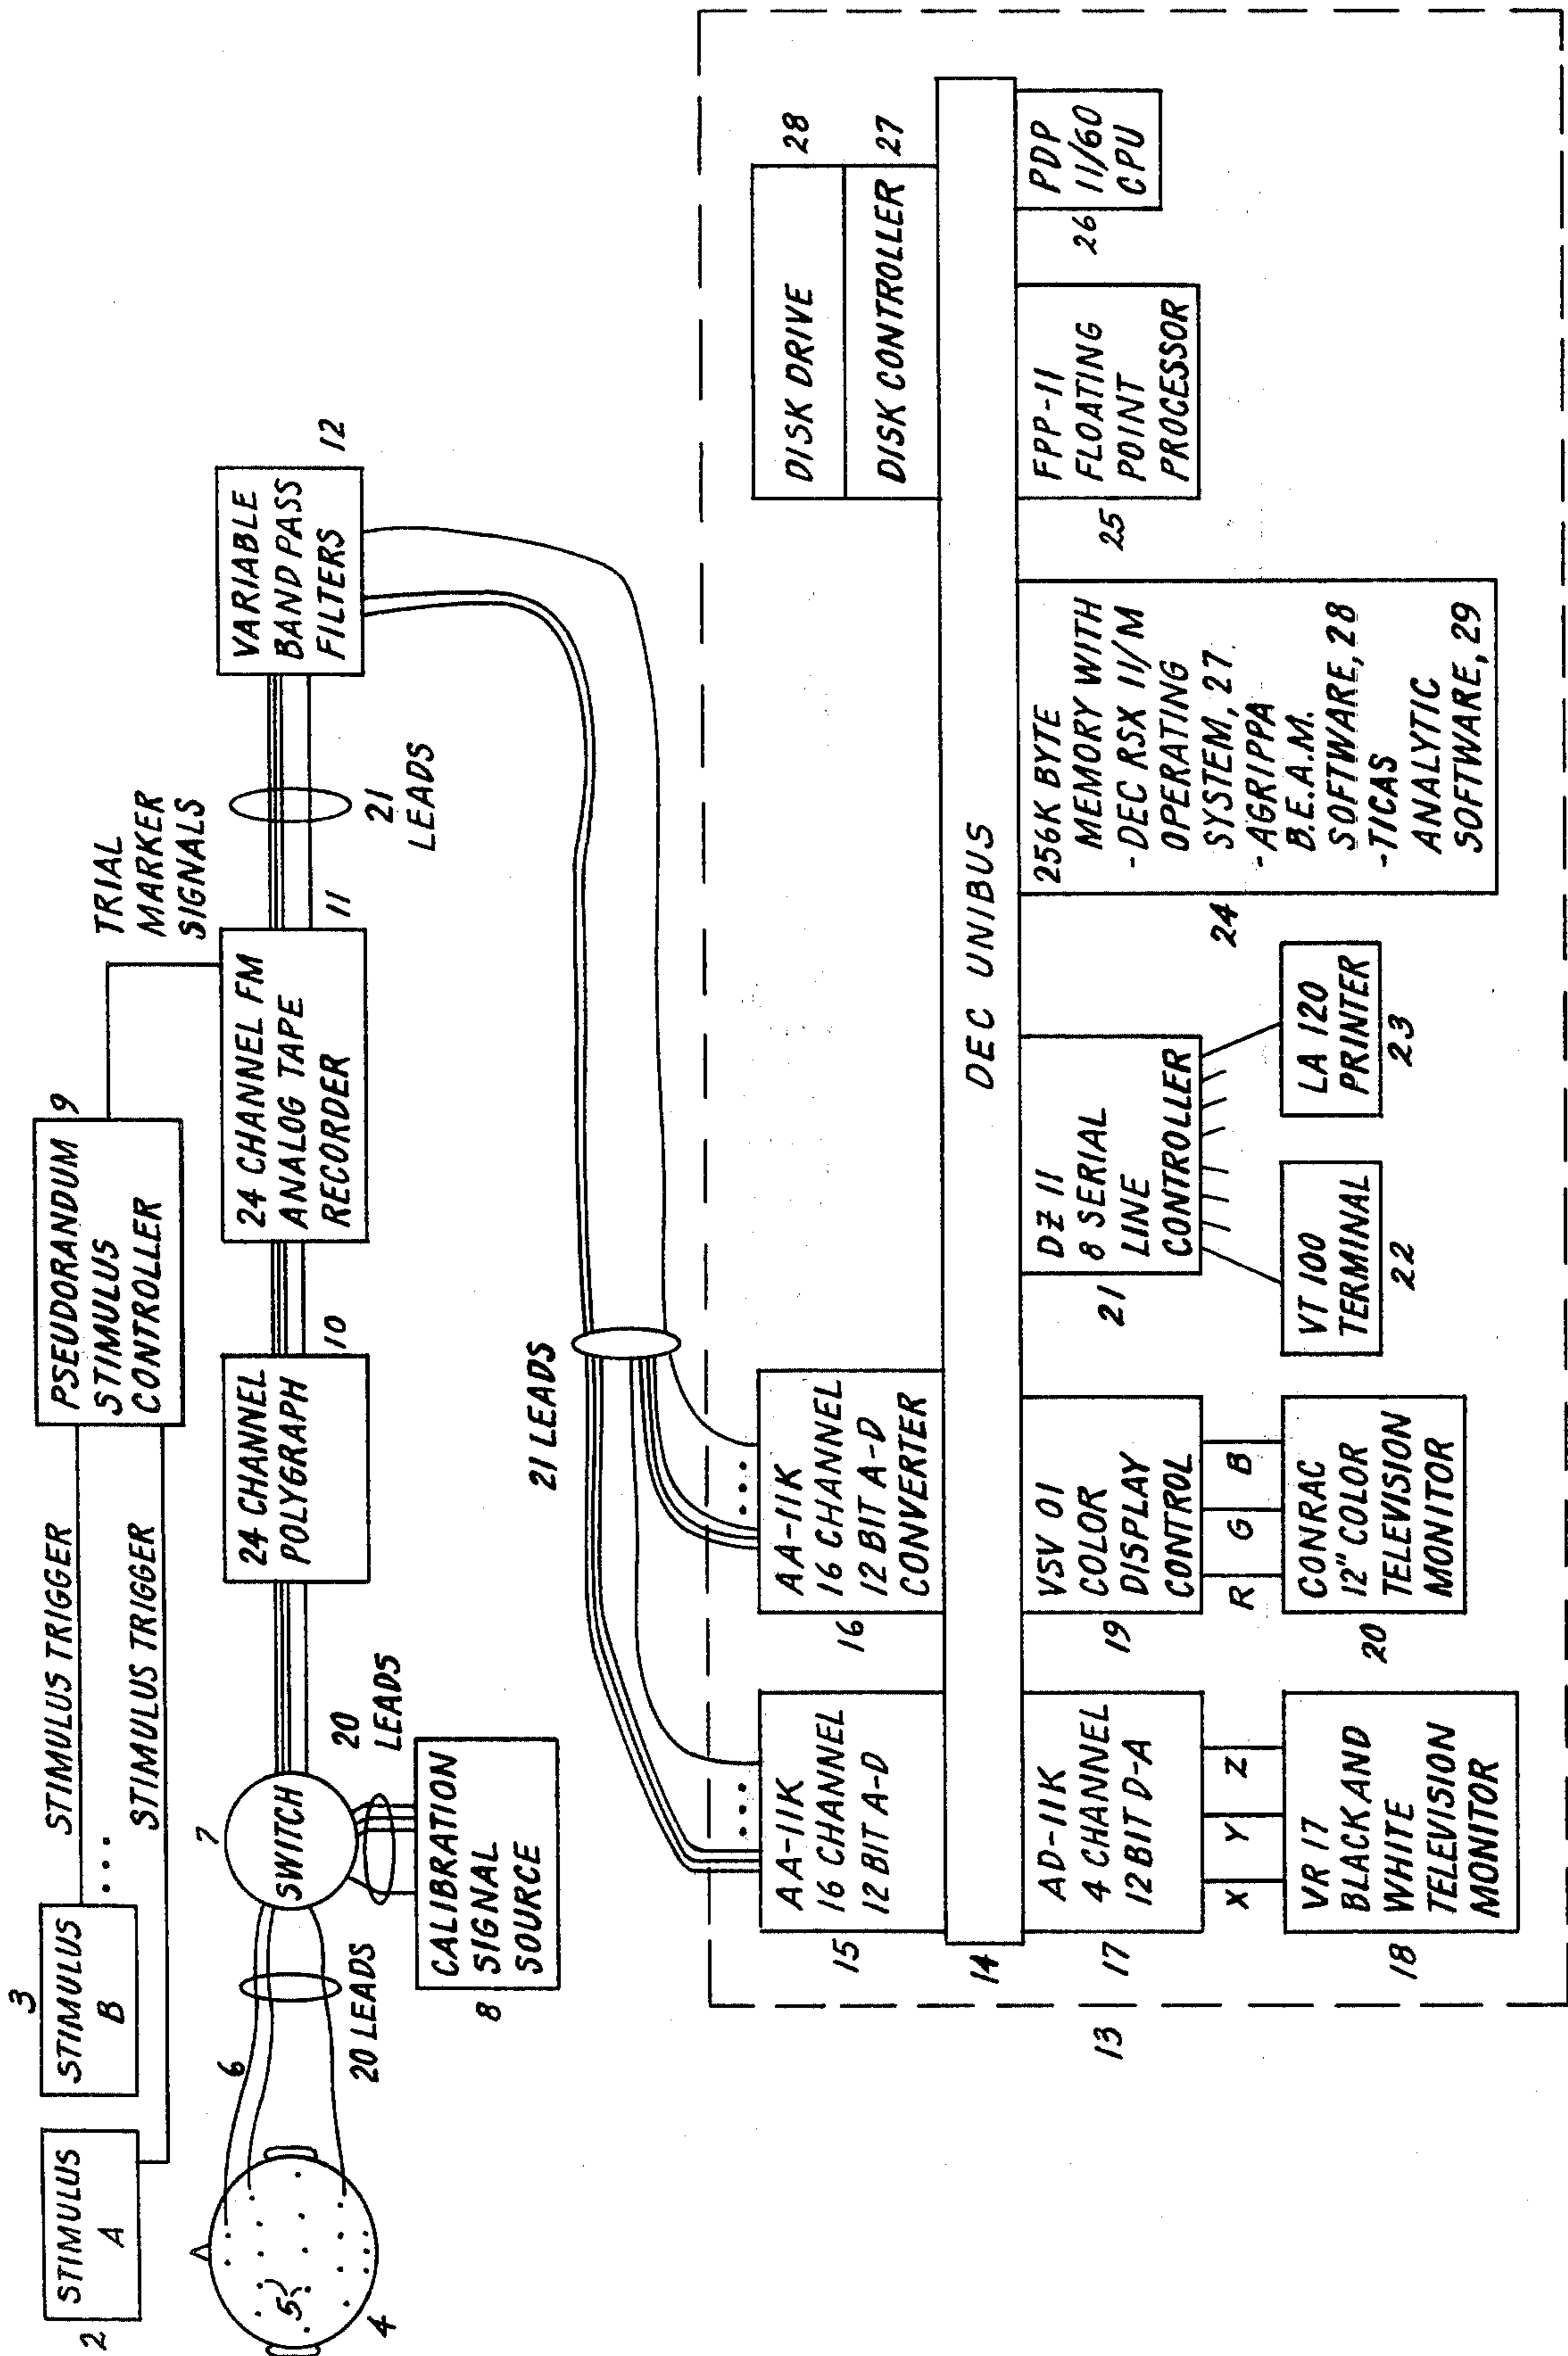 2
STIMULUS
A
3
STIMULUS
B
....
STIMULUS TRIGGER
STIMULUS TRIGGER
PSEUDORANDUM
STIMULUS
CONTROLLER
9
TRIAL
MARKER
SIGNALS
4
5
6
20 LEADS
7
SWITCH
20
LEADS
CALIBRATION
SIGNAL
SOURCE
8
24 CHANNEL
POLYGRAPH
10
24 CHANNEL FM
ANALOG TAPE
RECORDER
11
21
LEADS
VARIABLE
BAND PASS
FILTERS
12
21 LEADS
13
14
DEC UNIBUS
AA-11K
16 CHANNEL
12 BIT A-D
15
....
AA-11K
16 CHANNEL
12 BIT A-D
CONVERTER
16
...
DISK DRIVE
28
DISK CONTROLLER
27
AD-11K
4 CHANNEL
12 BIT D-A
17
X Y Z
VR 17
BLACK AND
WHITE
TELEVISION
MONITOR
18
VSV 01
COLOR
DISPLAY
CONTROL
19
R G B
CONRAC
12" COLOR
TELEVISION
MONITOR
20
DZ 11
8 SERIAL
LINE
CONTROLLER
21
VT 100
TERMINAL
22
LA 120
PRINTER
23
256K BYTE
MEMORY WITH
-DEC RSX 11/M
OPERATING
SYSTEM, 27
-AGRIPPA
B.E.A.M.
SOFTWARE, 28
-TICAS
ANALYTIC
SOFTWARE, 29
24
FPP-11
FLOATING
POINT
PROCESSOR
25
PDP
11/60
CPU
26